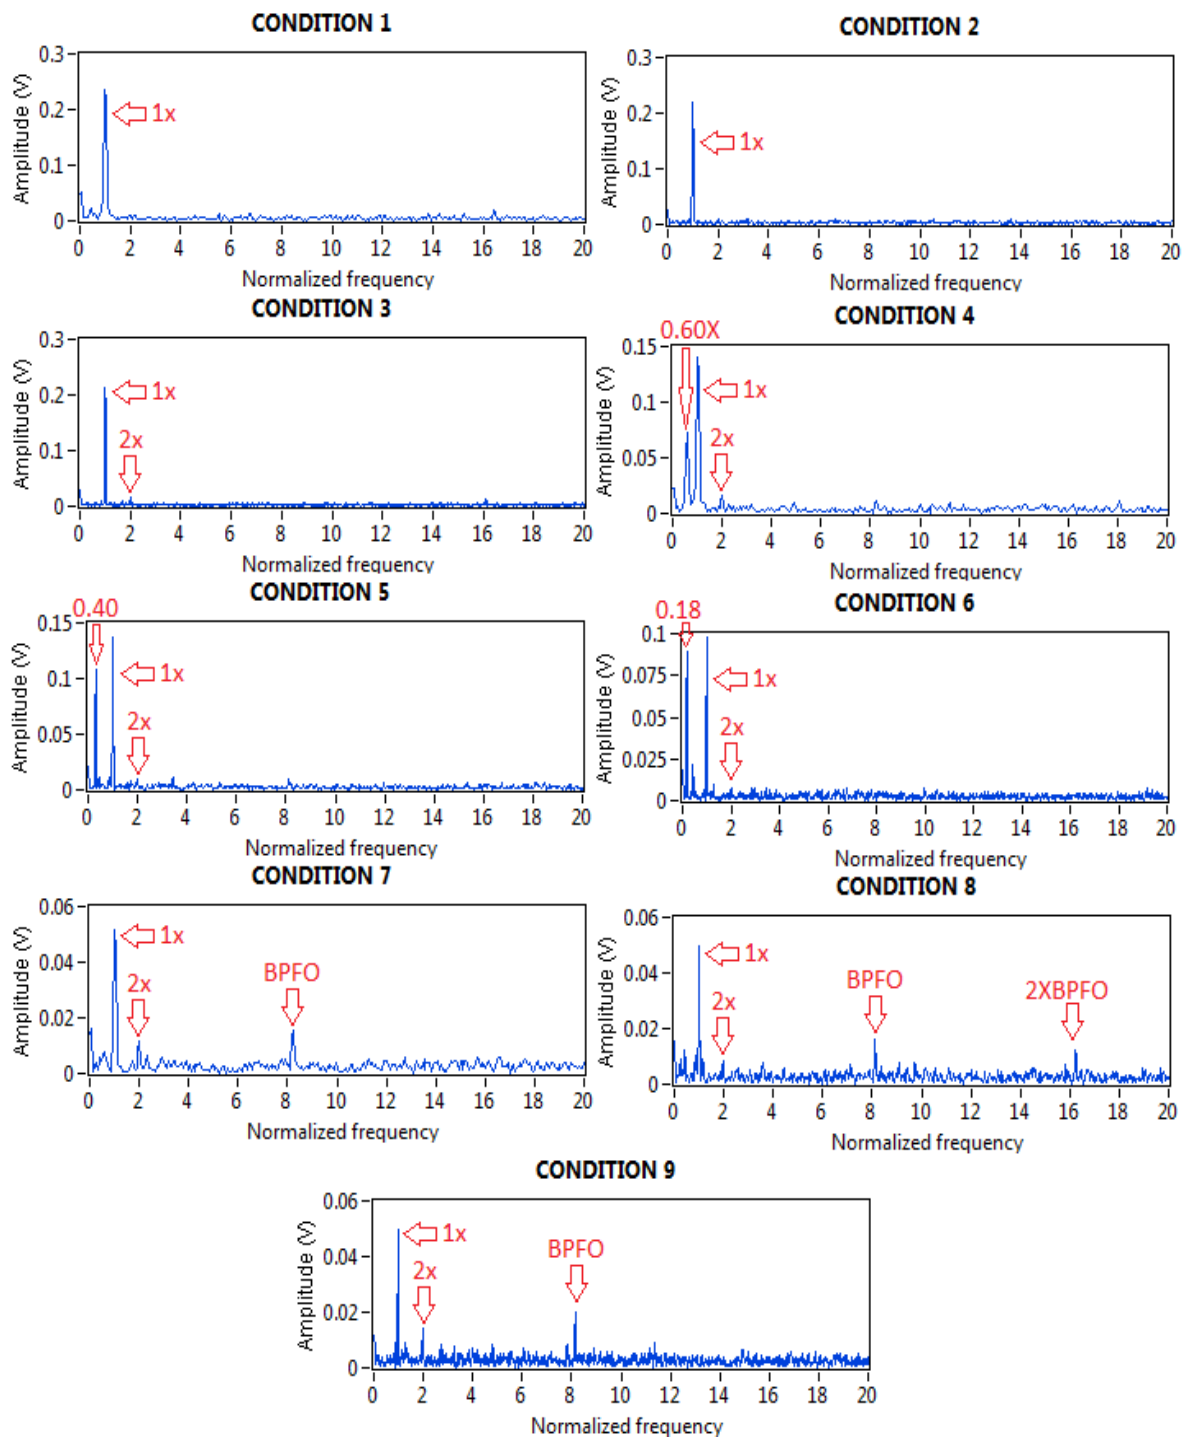 CONDITION 1
0.3
0.2
0.1
0
Amplitude (V)
1x
0 2 4 6 8 10 12 14 16 18 20
Normalized frequency
CONDITION 2
0.3
0.2
0.1
0
Amplitude (V)
1x
0 2 4 6 8 10 12 14 16 18 20
Normalized frequency
CONDITION 3
0.3
0.2
0.1
0
Amplitude (V)
1x
2x
0 2 4 6 8 10 12 14 16 18 20
Normalized frequency
CONDITION 4
0.60X
0.15
0.1
0.05
0
Amplitude (V)
1x
2x
0 2 4 6 8 10 12 14 16 18 20
Normalized frequency
CONDITION 5
0.40
0.15
0.1
0.05
0
Amplitude (V)
1x
2x
0 2 4 6 8 10 12 14 16 18 20
Normalized frequency
CONDITION 6
0.18
0.1
0.075
0.05
0.025
0
Amplitude (V)
1x
2x
0 2 4 6 8 10 12 14 16 18 20
Normalized frequency
CONDITION 7
0.06
0.04
0.02
0
Amplitude (V)
1x
2x
BPFO
0 2 4 6 8 10 12 14 16 18 20
Normalized frequency
CONDITION 8
0.06
0.04
0.02
0
Amplitude (V)
1x
2x
BPFO
2XBPFO
0 2 4 6 8 10 12 14 16 18 20
Normalized frequency
CONDITION 9
0.06
0.04
0.02
0
Amplitude (V)
1x
2x
BPFO
0 2 4 6 8 10 12 14 16 18 20
Normalized frequency